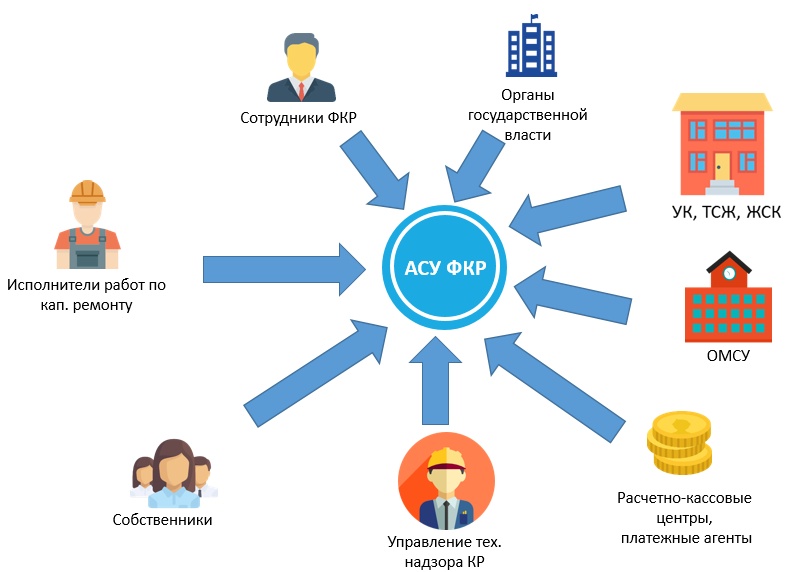 Сотрудники ФКР
Органы
государственной
власти
УК, ТСЖ, ЖСК
АСУ ФКР
Исполнители работ по
кап. ремонту
ОМСУ
Собственники
Управление тех.
надзора КР
Расчетно-кассовые
центры,
платежные агенты